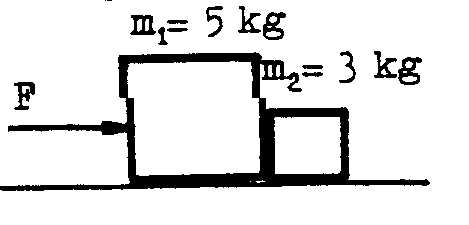 m₁= 5 kg
m₂= 3 kg
F